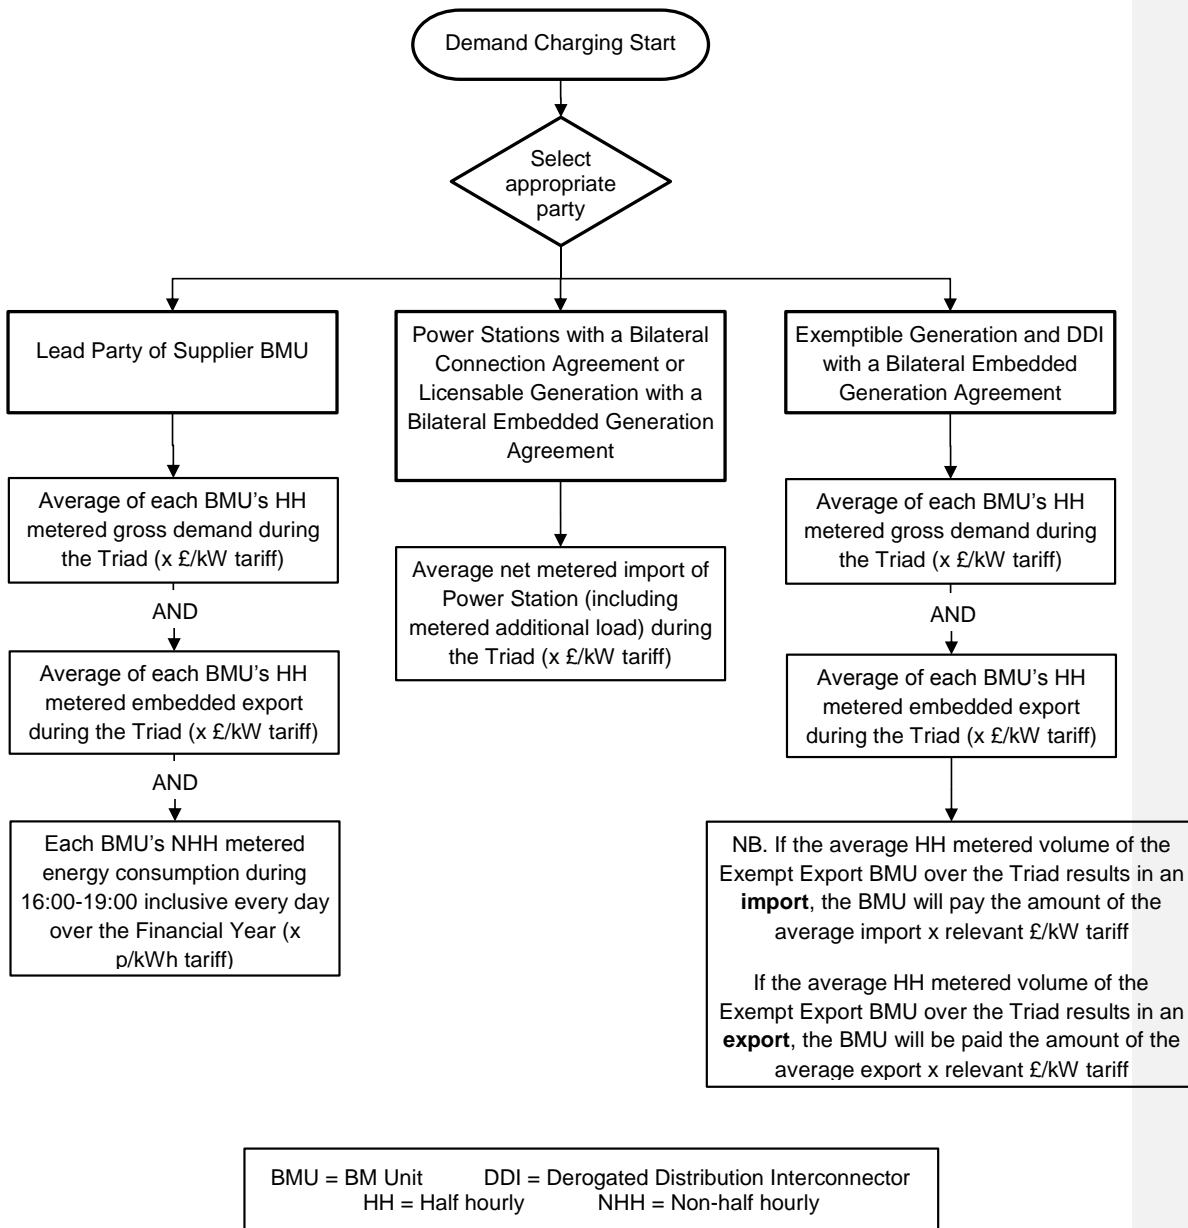 Demand Charging Start
Select
appropriate
party
Lead Party of Supplier BMU
Average of each BMU's HH
metered gross demand during
the Triad (x £/kW tariff)
AND
Average of each BMU's HH
metered embedded export
during the Triad (x £/kW tariff)
AND
Each BMU's NHH metered
energy consumption during
16:00-19:00 inclusive every day
over the Financial Year (x
p/kWh tariff)
Power Stations with a Bilateral
Connection Agreement or
Licensable Generation with a
Bilateral Embedded Generation
Agreement
Average net metered import of
Power Station (including
metered additional load) during
the Triad (x £/kW tariff)
Exemptible Generation and DDI
with a Bilateral Embedded
Generation Agreement
Average of each BMU's HH
metered gross demand during
the Triad (x £/kW tariff)
AND
Average of each BMU's HH
metered embedded export
during the Triad (x £/kW tariff)
NB. If the average HH metered volume of the
Exempt Export BMU over the Triad results in an
import, the BMU will pay the amount of the
average import x relevant £/kW tariff
If the average HH metered volume of the
Exempt Export BMU over the Triad results in an
export, the BMU will be paid the amount of the
average export x relevant £/kW tariff
BMU = BM Unit DDI = Derogated Distribution Interconnector
HH = Half hourly NHH = Non-half hourly